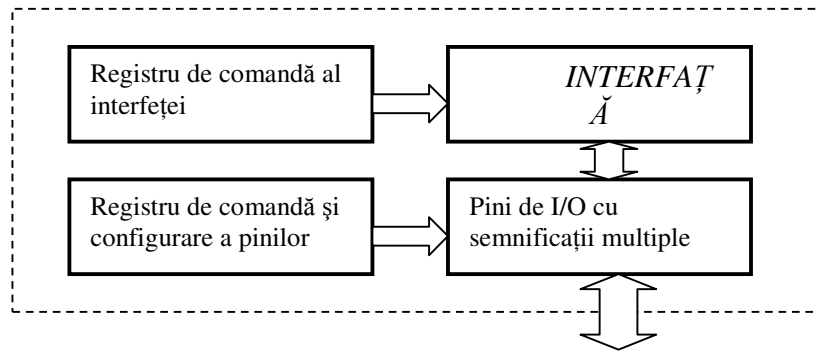 Registru de comandă al
interfeței
INTERFAȚ
Ă
Registru de comandă şi
configurare a pinilor
Pini de I/O cu
semnificații multiple